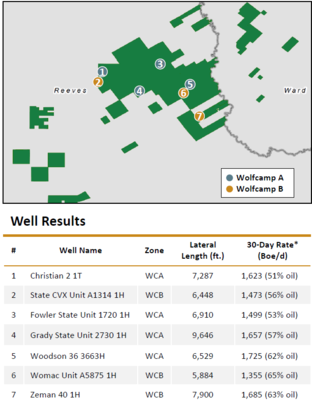 Reeves
Ward
1
2
3
4
5
6
7
Wolfcamp A
Wolfcamp B
Well Results
# Well Name Zone Lateral Length (ft.) 30-Day Rate* (Boe/d)
1 Christian 2 1T WCA 7,287 1,623 (51% oil)
2 State CVX Unit A1314 1H WCB 6,448 1,473 (56% oil)
3 Fowler State Unit 1720 1H WCA 6,910 1,499 (53% oil)
4 Grady State Unit 2730 1H WCA 9,646 1,657 (57% oil)
5 Woodson 36 3663H WCA 6,529 1,725 (62% oil)
6 Womac Unit A5875 1H WCB 5,884 1,355 (65% oil)
7 Zeman 40 1H WCB 7,900 1,685 (63% oil)